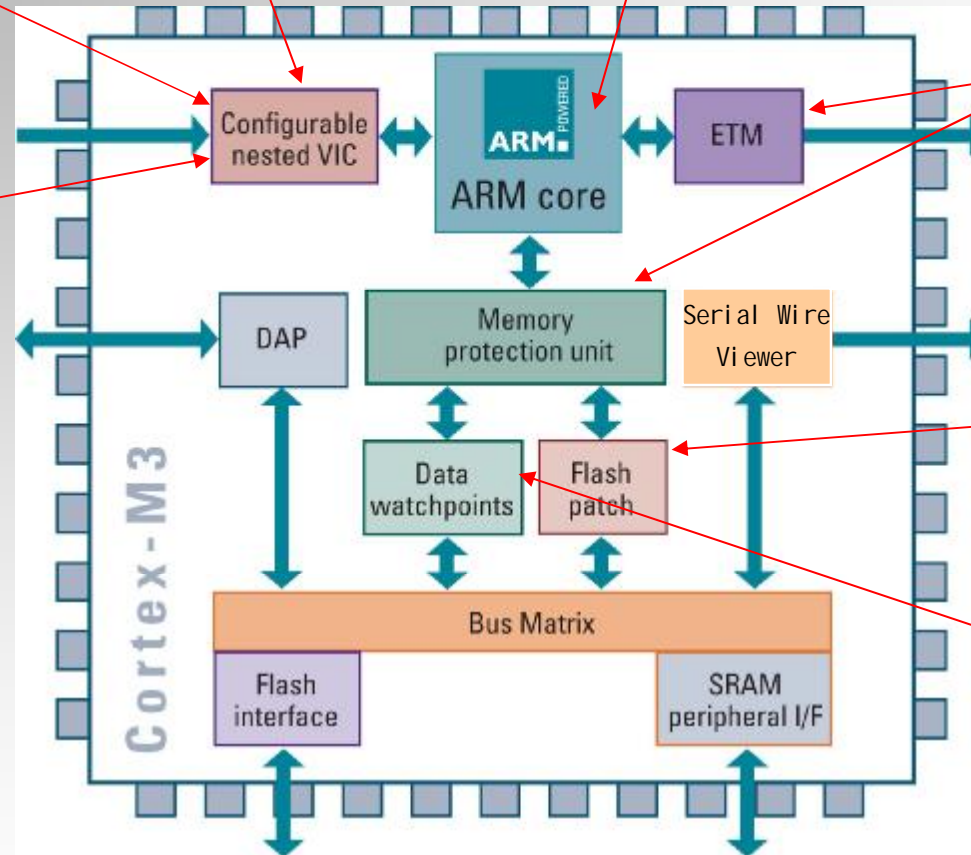 Configurable
nested VIC
ARM
POWERED
ARM core
ETM
DAP
Memory
protection unit
Serial Wire
Viewer
Data
watchpoints
Flash
patch
Cortex-M3
Bus Matrix
Flash
interface
SRAM
peripheral I/F